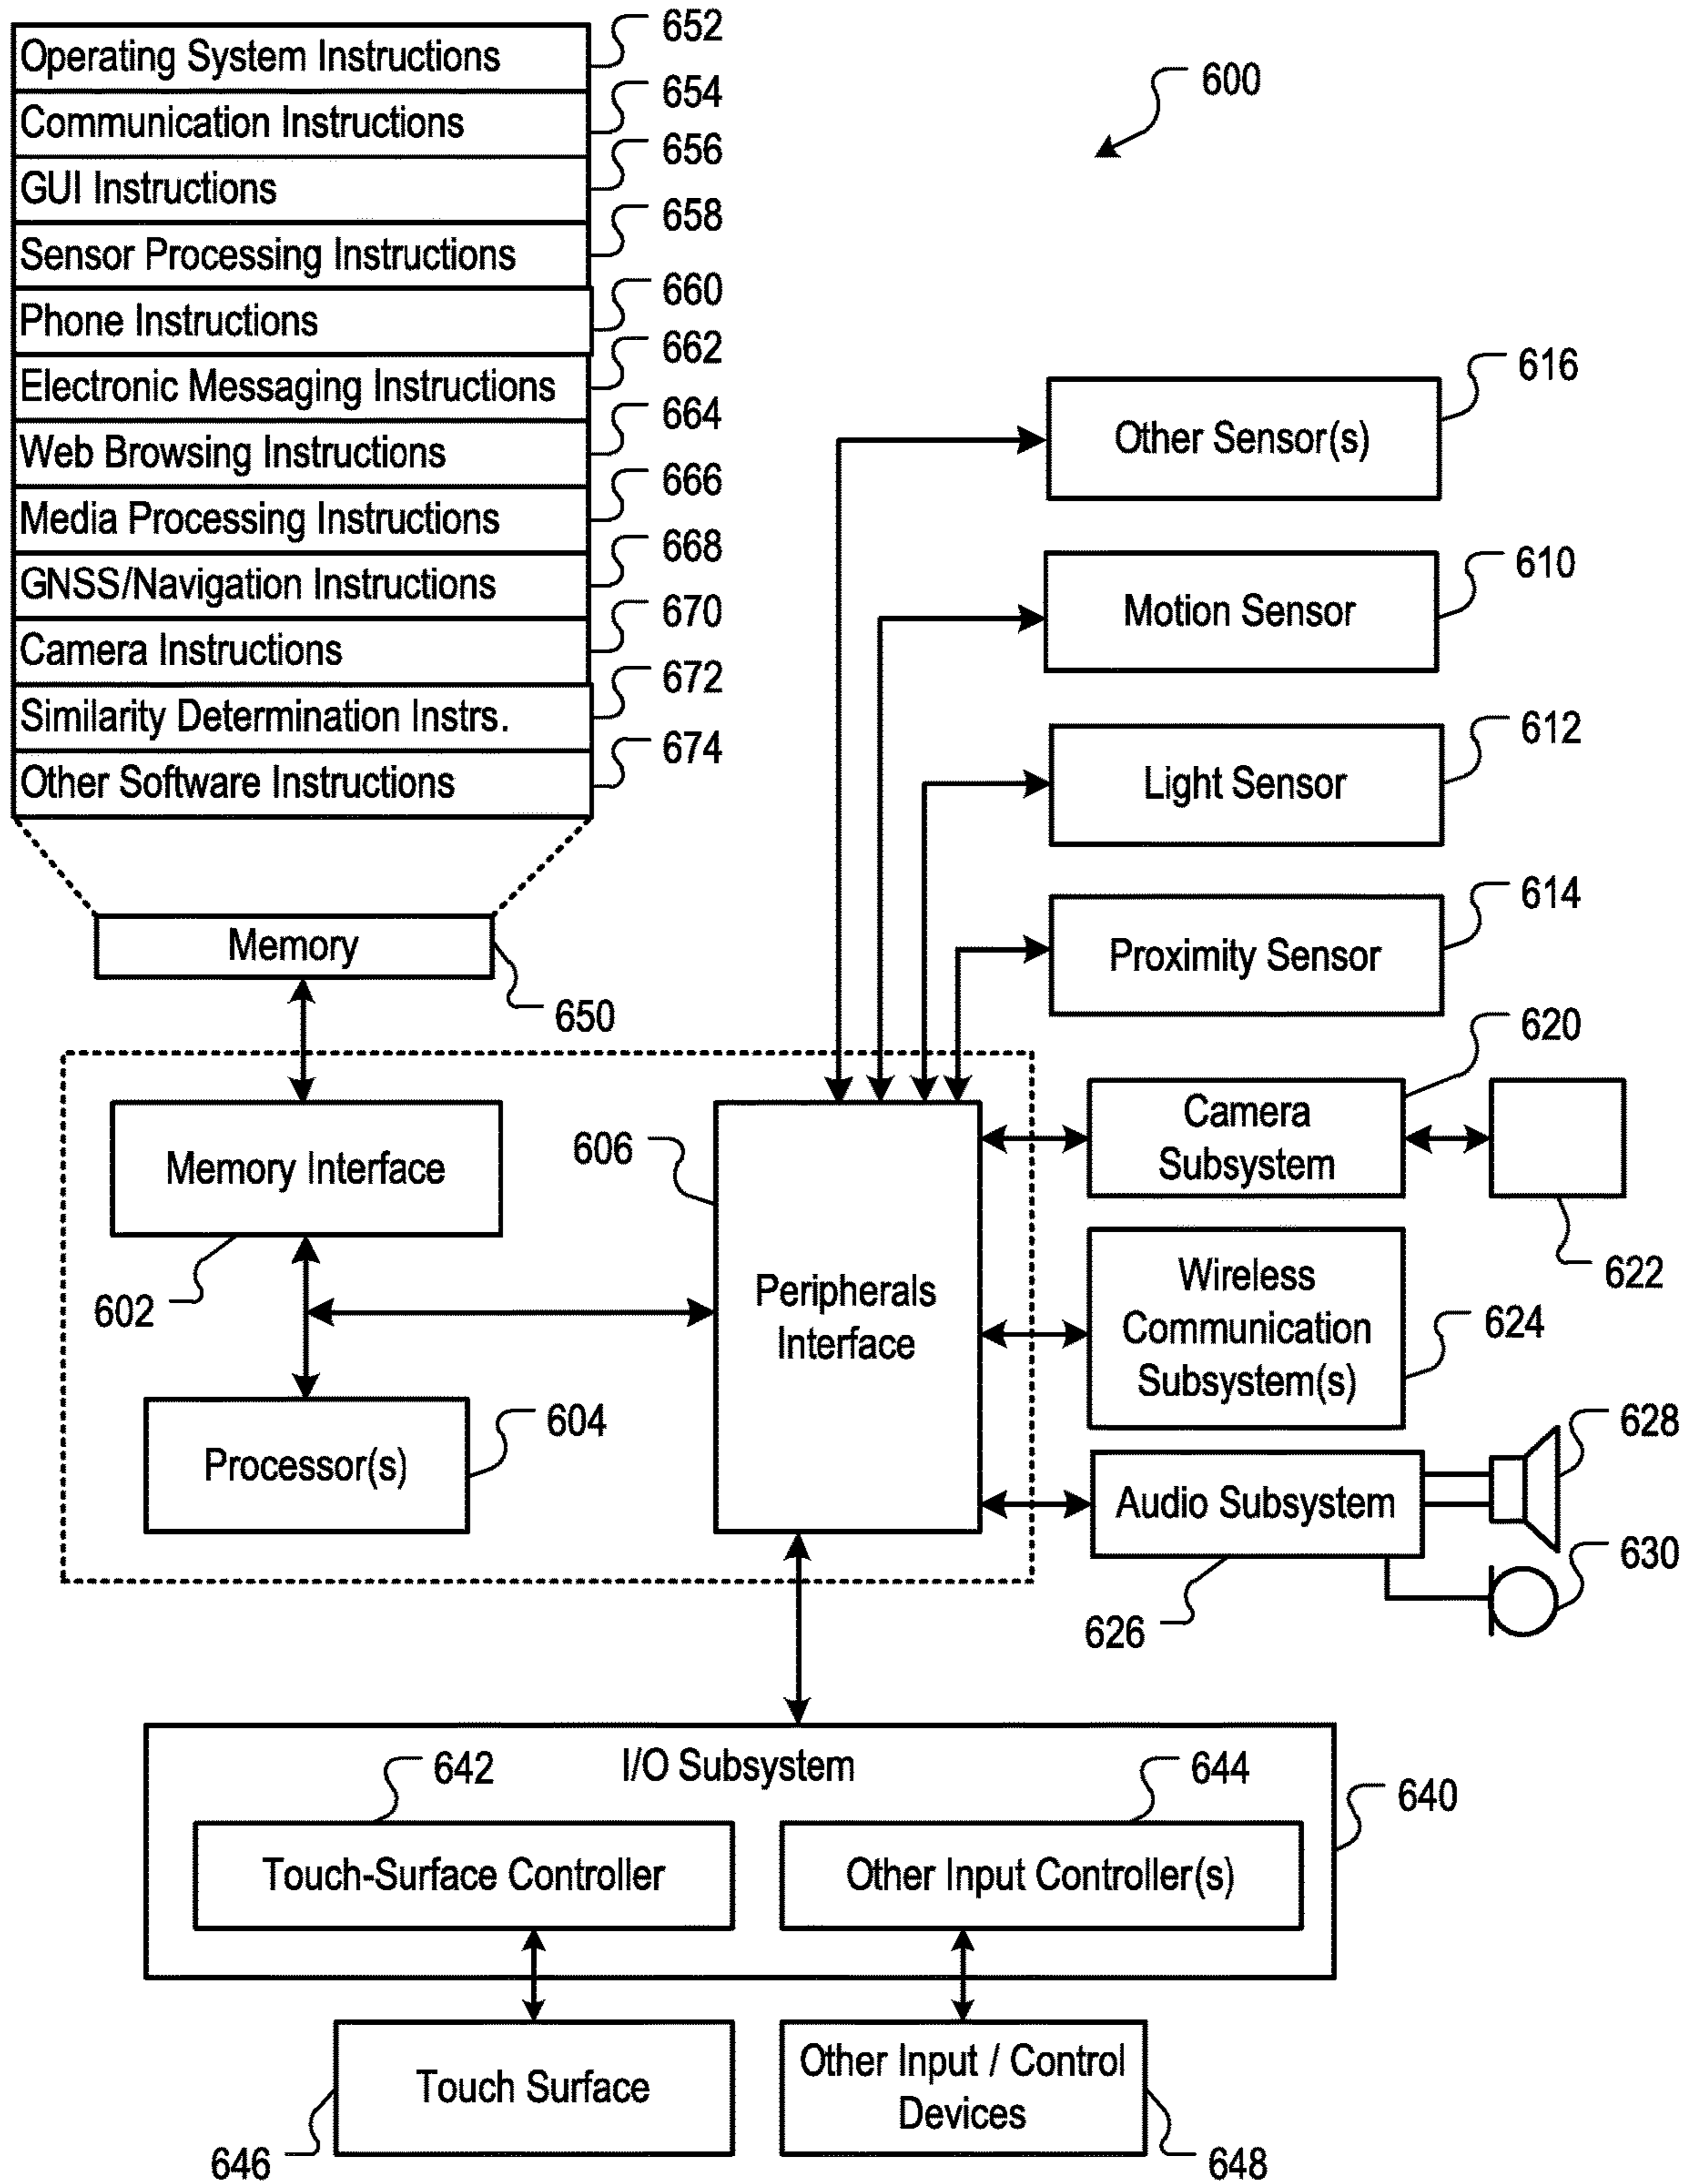 Operating System Instructions
652
Communication Instructions
654
GUI Instructions
656
Sensor Processing Instructions
658
Phone Instructions
660
Electronic Messaging Instructions
662
Web Browsing Instructions
664
Media Processing Instructions
666
GNSS/Navigation Instructions
668
Camera Instructions
670
Similarity Determination Instrs.
672
Other Software Instructions
674
600
Memory
650
Other Sensor(s)
616
Motion Sensor
610
Light Sensor
612
Proximity Sensor
614
Memory Interface
602
Processor(s)
604
606
Peripherals
Interface
Camera
Subsystem
620
622
Wireless
Communication
Subsystem(s)
624
Audio Subsystem
626
628
630
I/O Subsystem
640
642
Touch-Surface Controller
644
Other Input Controller(s)
Touch Surface
646
Other Input / Control
Devices
648